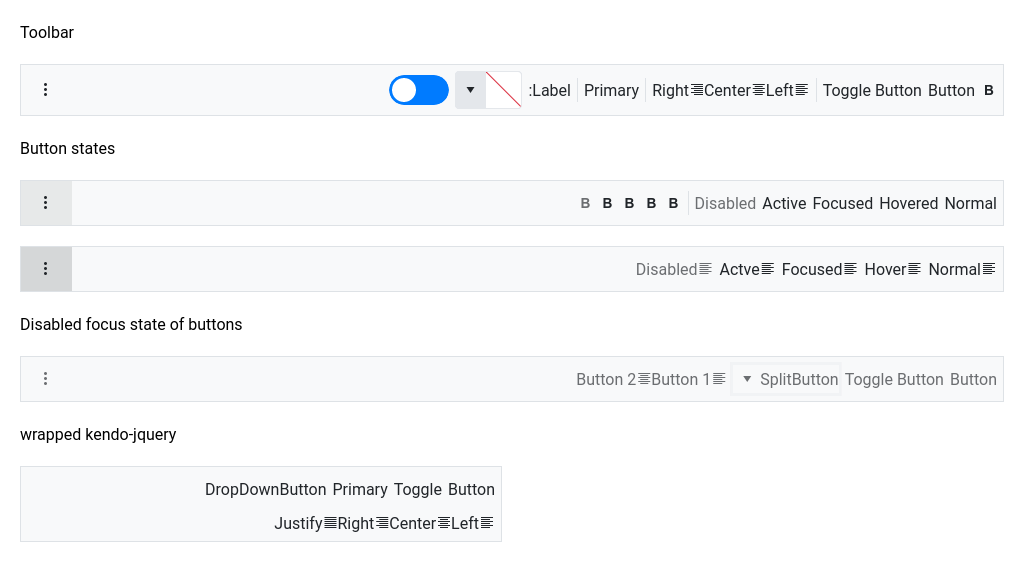 Toolbar
:Label Primary Right Center Left Toggle Button Button B
Button states
B B B B B Disabled Active Focused Hovered Normal
Disabled Actve Focused Hover Normal
Disabled focus state of buttons
Button 2 Button 1 SplitButton Toggle Button Button
wrapped kendo-jquery
DropDownButton Primary Toggle Button
Justify Right Center Left